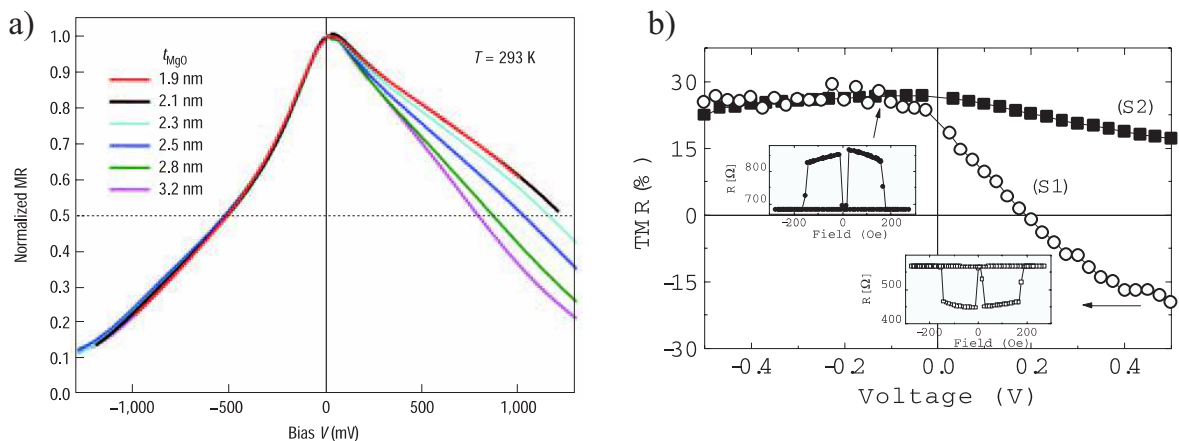 a)
1.0
0.9
0.8
0.7
0.6
0.5
0.4
0.3
0.2
0.1
0.0
Normalized MR
tMgO
1.9 nm
2.1 nm
2.3 nm
2.5 nm
2.8 nm
3.2 nm
T = 293 K
−1,000
−500
0
500
1,000
Bias V (mV)
b)
30
15
0
-15
-30
TMR(%)
(S2)
(S1)
800
700
R[Ω]
-200
0
200
Field (Oe)
500
400
R[Ω]
-200
0
200
Field (Oe)
-0.4
-0.2
0.0
0.2
0.4
Voltage (V)